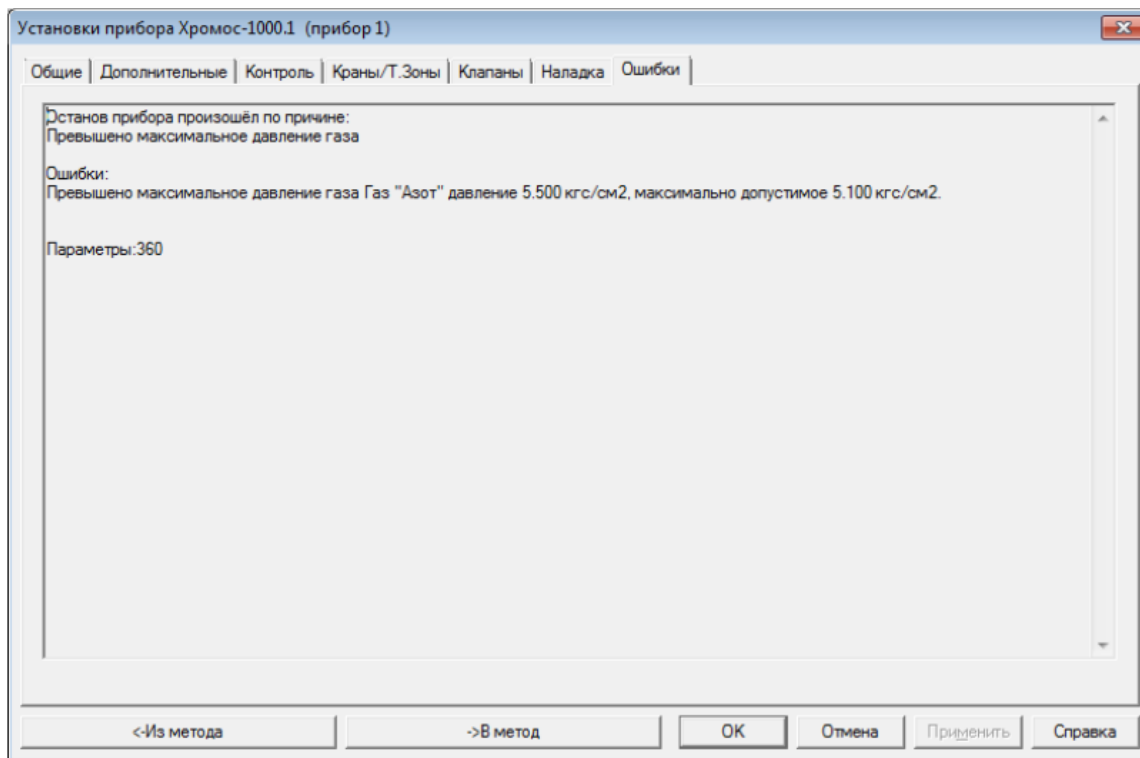 Установки прибора Хромос-1000.1 (прибор 1)
Общие Дополнительные Контроль Краны/Т.Зоны Клапаны Наладка Ошибки
Останов прибора произошёл по причине:
Превышено максимальное давление газа
Ошибки:
Превышено максимальное давление газа Газ "Азот" давление 5.500 кгс/см2, максимально допустимое 5.100 кгс/см2.
Параметры:360
<-Из метода ->В метод OK Отмена Применить Справка